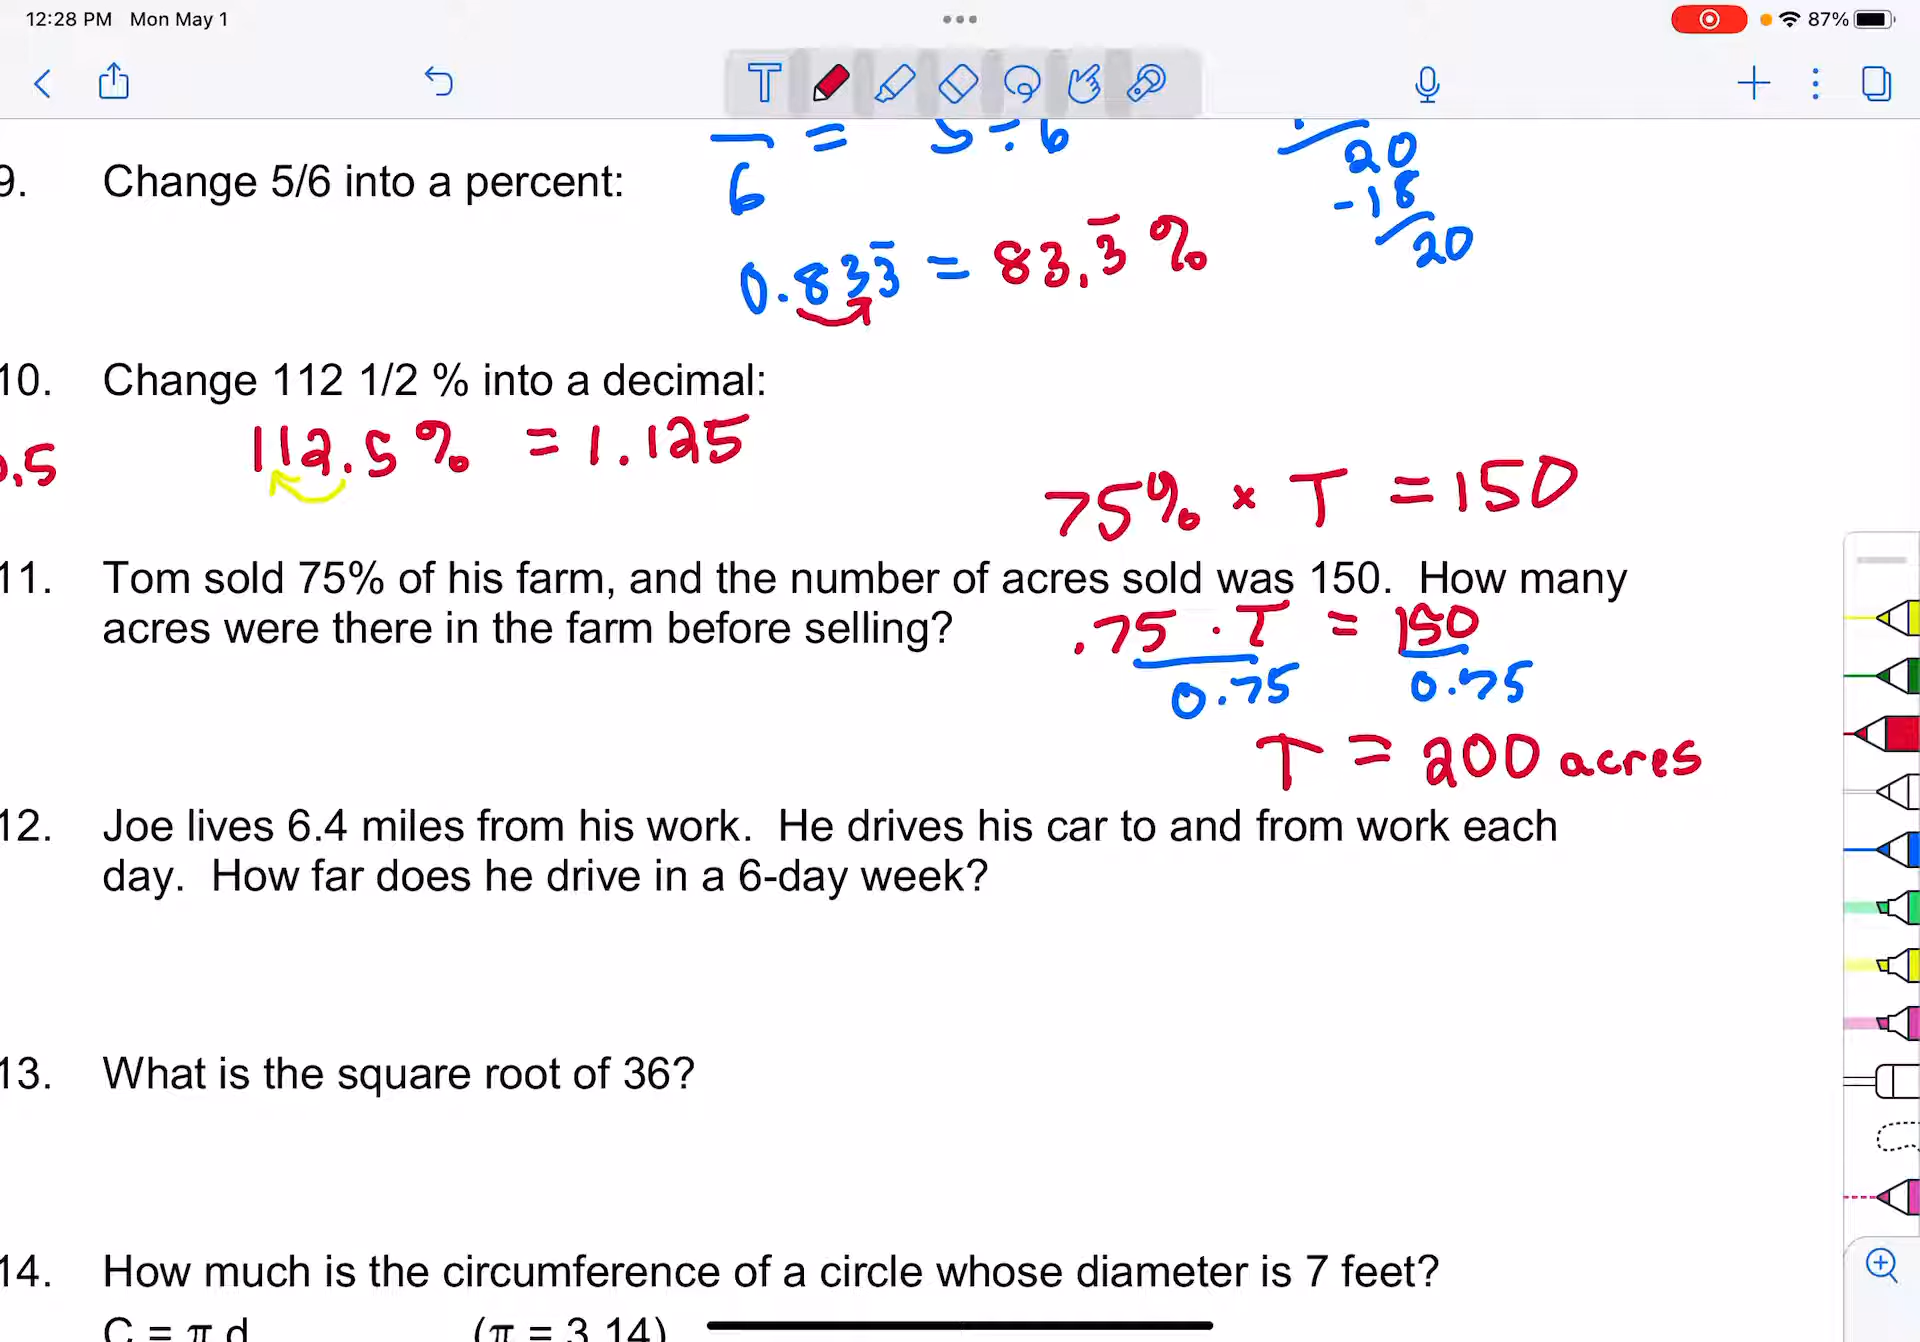 12:28 PM Mon May 1
87%
T
— = 5 ÷ 6
6
20
-18
20
9. Change 5/6 into a percent:
0.833̅ = 83.3̅ %
10. Change 112 1/2 % into a decimal:
.5
112.5% = 1.125
75% × T = 150
11. Tom sold 75% of his farm, and the number of acres sold was 150. How many
acres were there in the farm before selling?
.75 · T = 150
0.75 0.75
T = 200 acres
12. Joe lives 6.4 miles from his work. He drives his car to and from work each
day. How far does he drive in a 6-day week?
13. What is the square root of 36?
14. How much is the circumference of a circle whose diameter is 7 feet?
C = π d (π = 3.14)